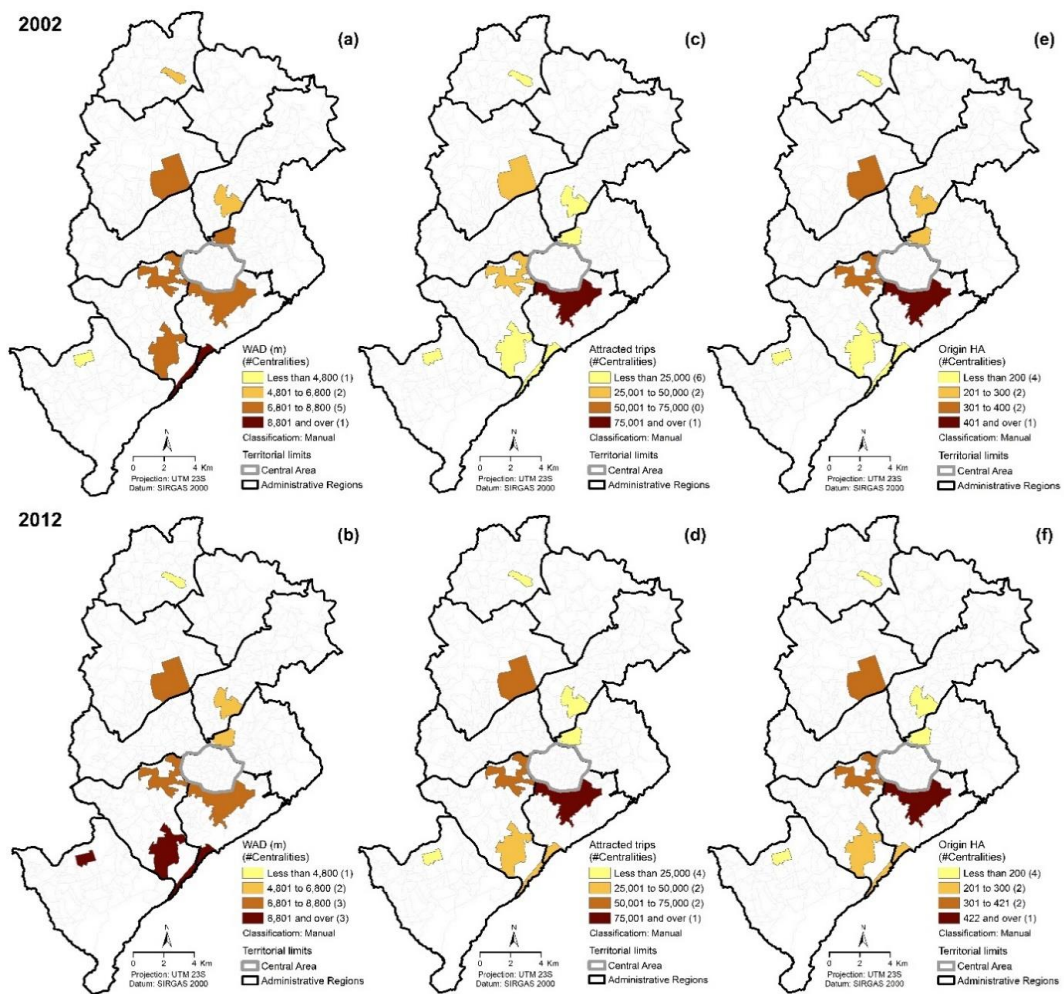 2002
(a)
WAD (m)
(#Centralities)
Less than 4,800 (1)
4,801 to 6,800 (2)
6,801 to 8,800 (5)
8,801 and over (1)
Classification: Manual
Territorial limits
Central Area
Administrative Regions
N
0 2 4 Km
Projection: UTM 23S
Datum: SIRGAS 2000
(c)
Attracted trips
(#Centralities)
Less than 25,000 (6)
25,001 to 50,000 (2)
50,001 to 75,000 (0)
75,001 and over (1)
Classification: Manual
Territorial limits
Central Area
Administrative Regions
N
0 2 4 Km
Projection: UTM 23S
Datum: SIRGAS 2000
(e)
Origin HA
(#Centralities)
Less than 200 (4)
201 to 300 (2)
301 to 400 (2)
401 and over (1)
Classification: Manual
Territorial limits
Central Area
Administrative Regions
N
0 2 4 Km
Projection: UTM 23S
Datum: SIRGAS 2000
2012
(b)
WAD (m)
(#Centralities)
Less than 4,800 (1)
4,801 to 6,800 (2)
6,801 to 8,800 (3)
8,801 and over (3)
Classification: Manual
Territorial limits
Central Area
Administrative Regions
N
0 2 4 Km
Projection: UTM 23S
Datum: SIRGAS 2000
(d)
Attracted trips
(#Centralities)
Less than 25,000 (4)
25,001 to 50,000 (2)
50,001 to 75,000 (2)
75,001 and over (1)
Classification: Manual
Territorial limits
Central Area
Administrative Regions
N
0 2 4 Km
Projection: UTM 23S
Datum: SIRGAS 2000
(f)
Origin HA
(#Centralities)
Less than 200 (4)
201 to 300 (2)
301 to 421 (2)
422 and over (1)
Classification: Manual
Territorial limits
Central Area
Administrative Regions
N
0 2 4 Km
Projection: UTM 23S
Datum: SIRGAS 2000